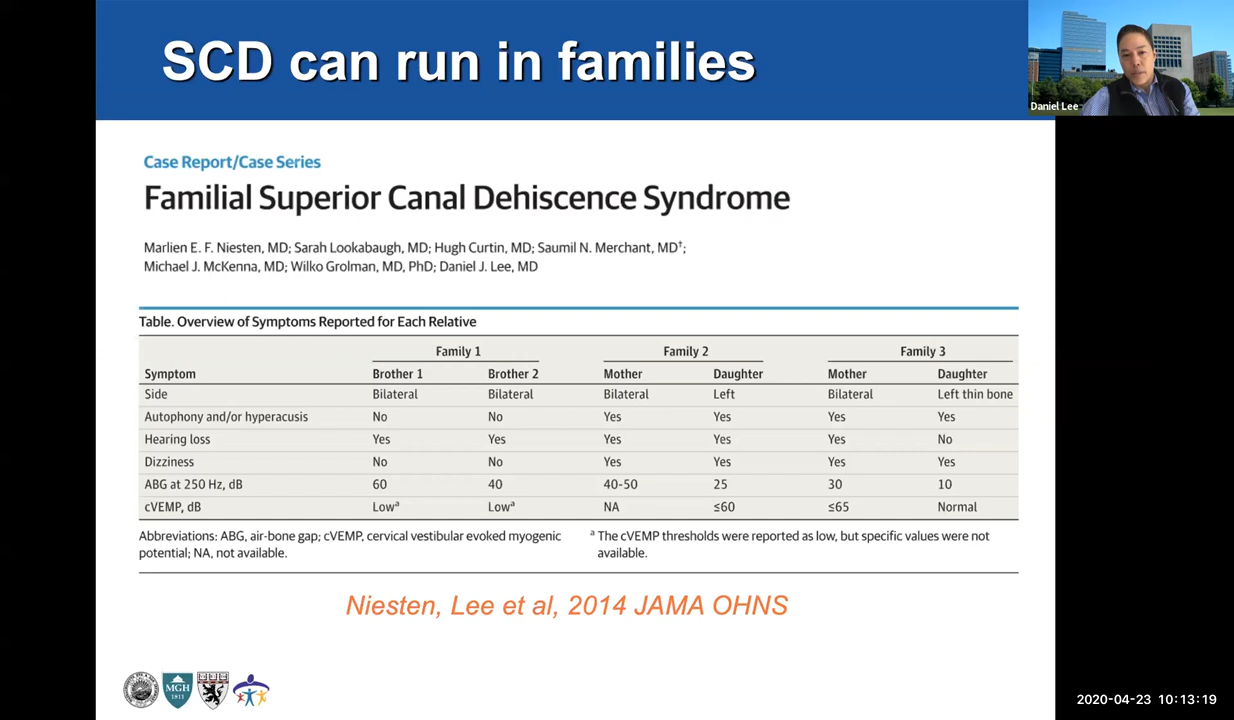 SCD can run in families
Daniel Lee
Case Report/Case Series
Familial Superior Canal Dehiscence Syndrome
Marlien E. F. Niesten, MD; Sarah Lookabaugh, MD; Hugh Curtin, MD; Saumil N. Merchant, MD†;
Michael J. McKenna, MD; Wilko Grolman, MD, PhD; Daniel J. Lee, MD
Table. Overview of Symptoms Reported for Each Relative
Family 1 Family 2 Family 3
Symptom Brother 1 Brother 2 Mother Daughter Mother Daughter
Side Bilateral Bilateral Bilateral Left Bilateral Left thin bone
Autophony and/or hyperacusis No No Yes Yes Yes Yes
Hearing loss Yes Yes Yes Yes Yes No
Dizziness No No Yes Yes Yes Yes
ABG at 250 Hz, dB 60 40 40-50 25 30 10
cVEMP, dB Lowᵃ Lowᵃ NA ≤60 ≤65 Normal
Abbreviations: ABG, air-bone gap; cVEMP, cervical vestibular evoked myogenic
potential; NA, not available.
ᵃ The cVEMP thresholds were reported as low, but specific values were not
available.
Niesten, Lee et al, 2014 JAMA OHNS
MGH
1811
2020-04-23 10:13:19